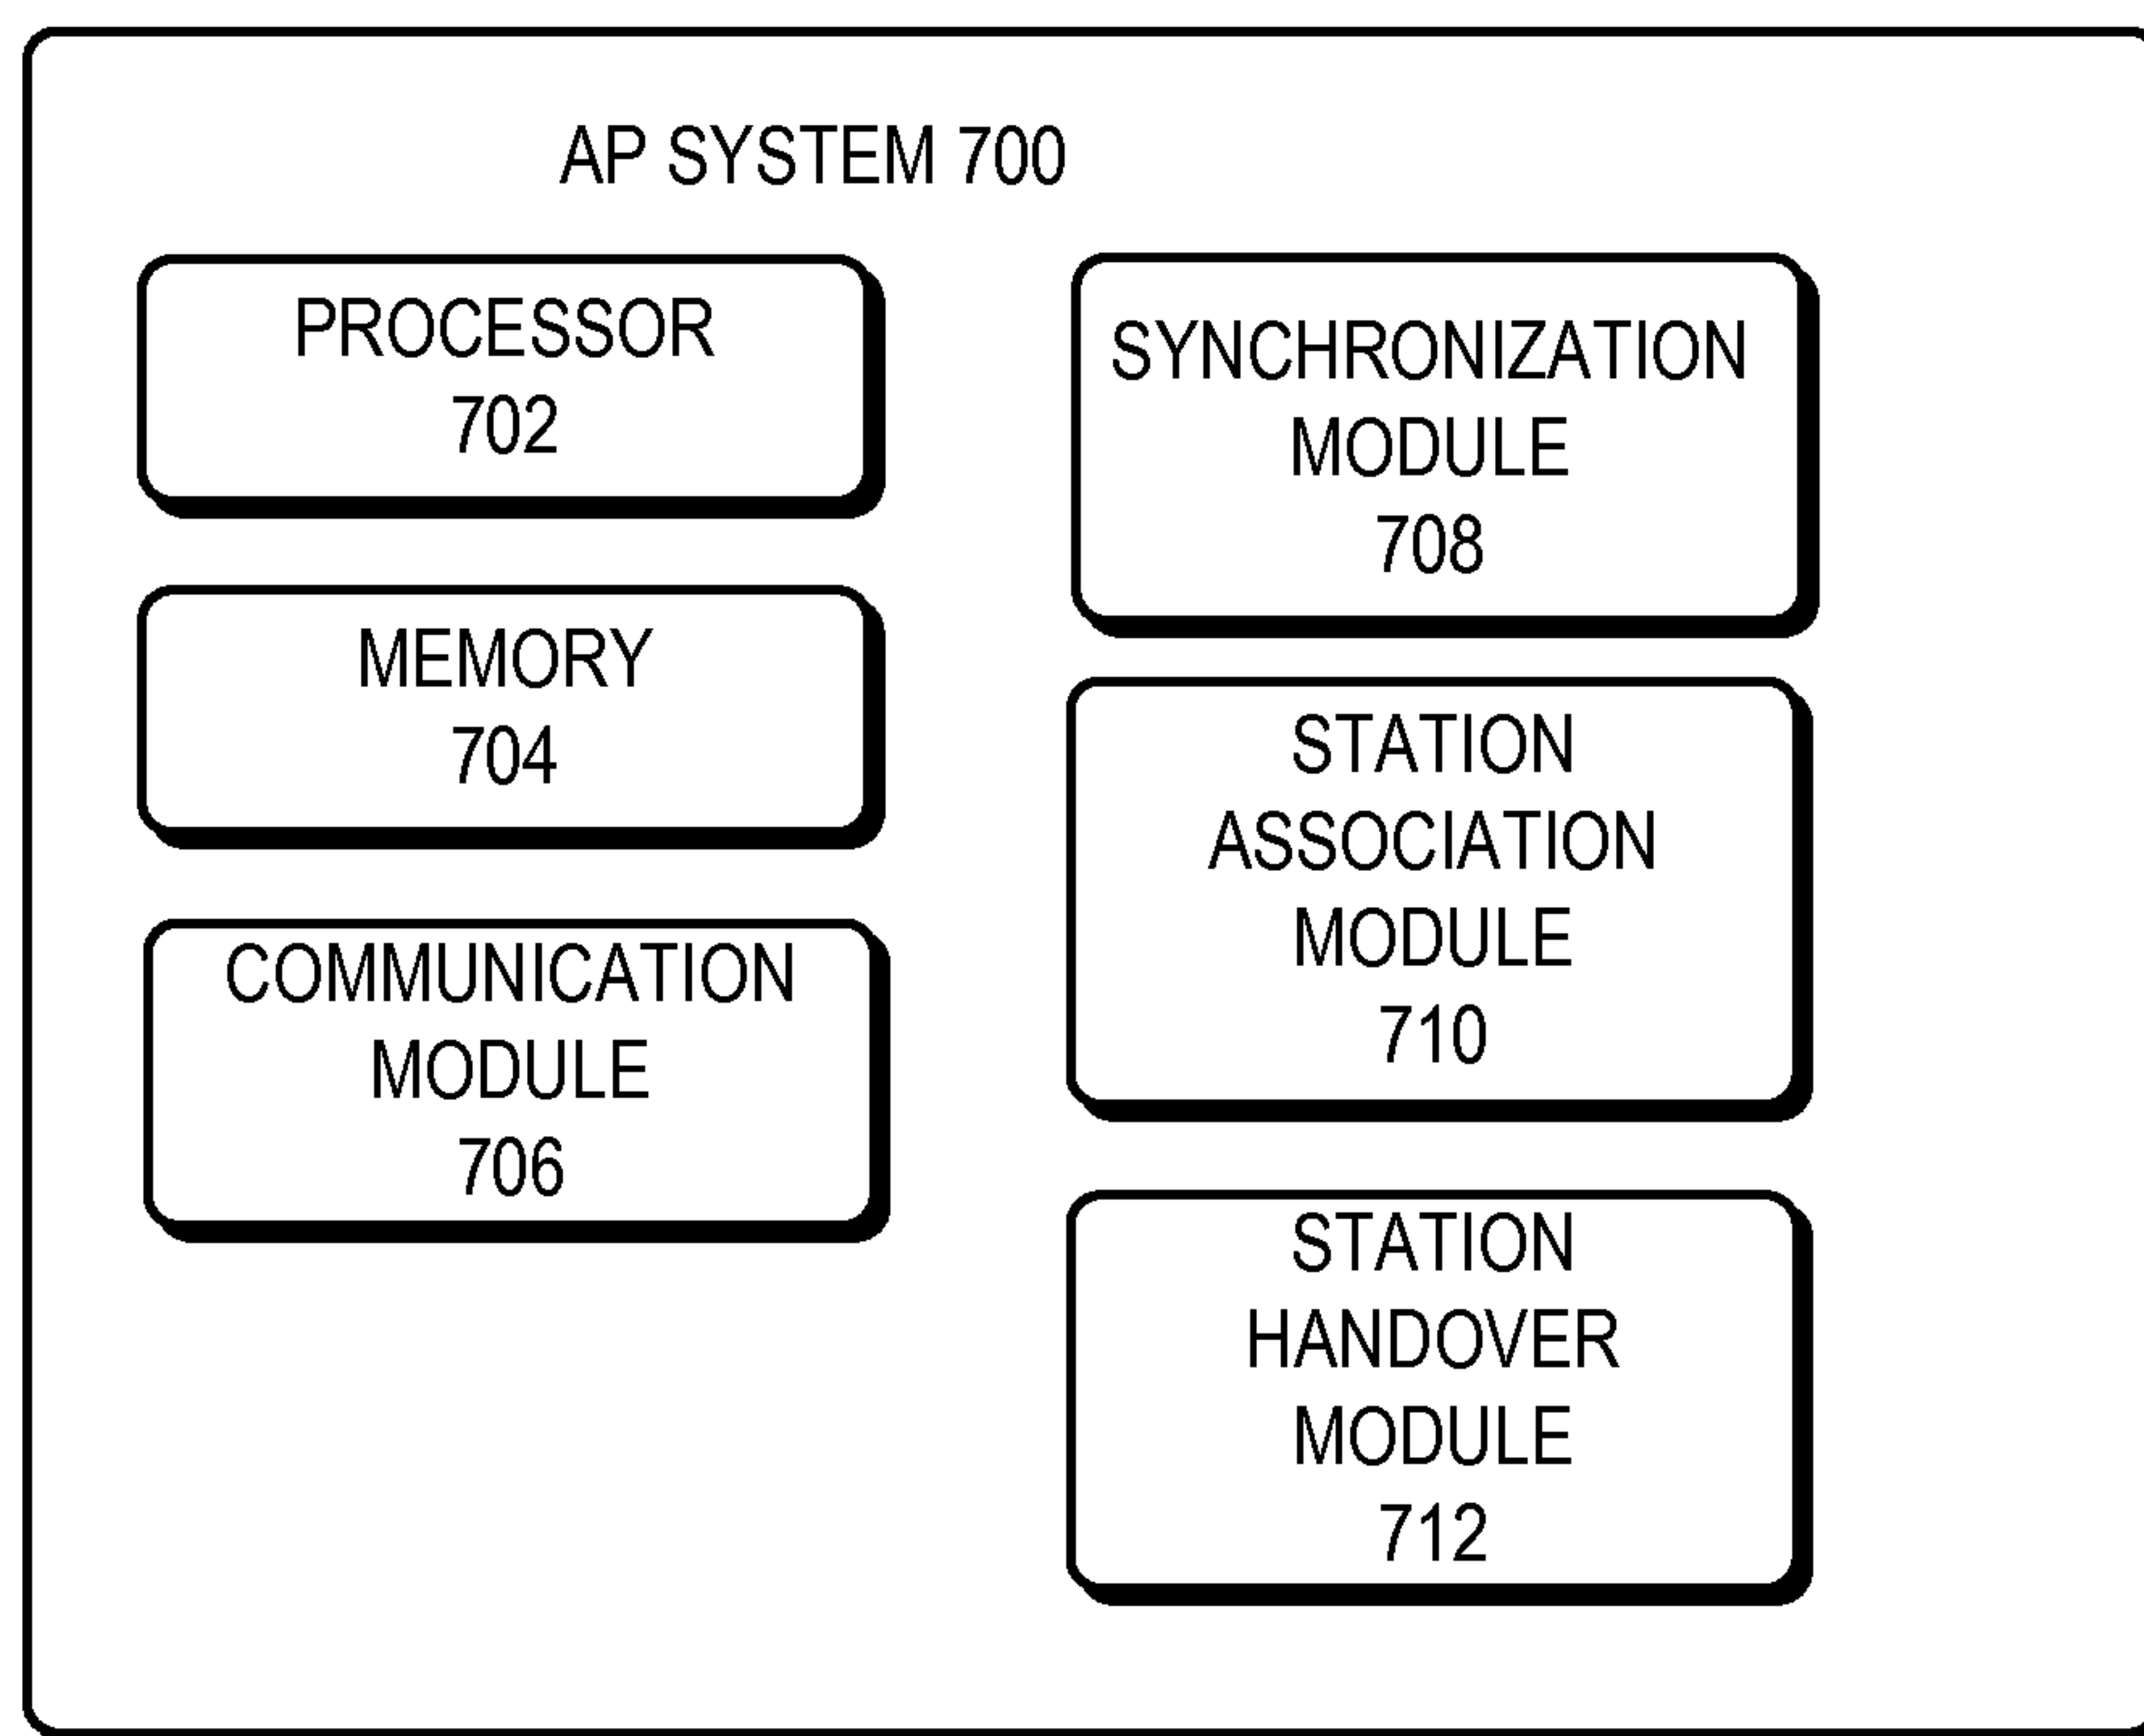 AP SYSTEM 700
PROCESSOR
702
MEMORY
704
COMMUNICATION
MODULE
706
SYNCHRONIZATION
MODULE
708
STATION
ASSOCIATION
MODULE
710
STATION
HANDOVER
MODULE
712